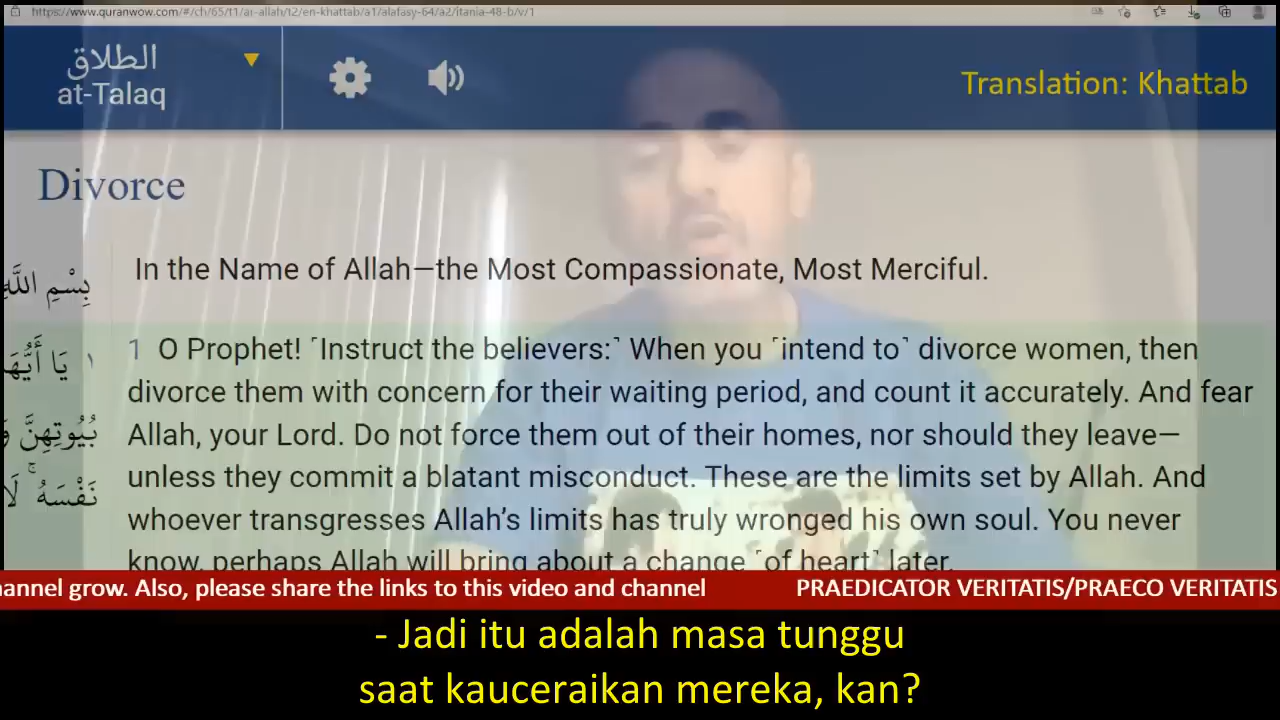 https://www.quranwow.com/#/ch/65/t1/ar-allah/t2/en-khattab/a1/alafasy-64/a2/itania-48-b/v/1
الطلاق
at-Talaq
Translation: Khattab
Divorce
بِسْمِ اللَّهِ
In the Name of Allah—the Most Compassionate, Most Merciful.
١ يَا أَيُّهَ
1 O Prophet! ˹Instruct the believers:˺ When you ˹intend to˺ divorce women, then
divorce them with concern for their waiting period, and count it accurately. And fear
بُيُوتِهِنَّ وَ
Allah, your Lord. Do not force them out of their homes, nor should they leave—
unless they commit a blatant misconduct. These are the limits set by Allah. And
نَفْسَهُ ۚ لَا
whoever transgresses Allah’s limits has truly wronged his own soul. You never
know, perhaps Allah will bring about a change ˹of heart˺ later.
annel grow. Also, please share the links to this video and channel PRAEDICATOR VERITATIS/PRAECO VERITATIS
- Jadi itu adalah masa tunggu
saat kauceraikan mereka, kan?